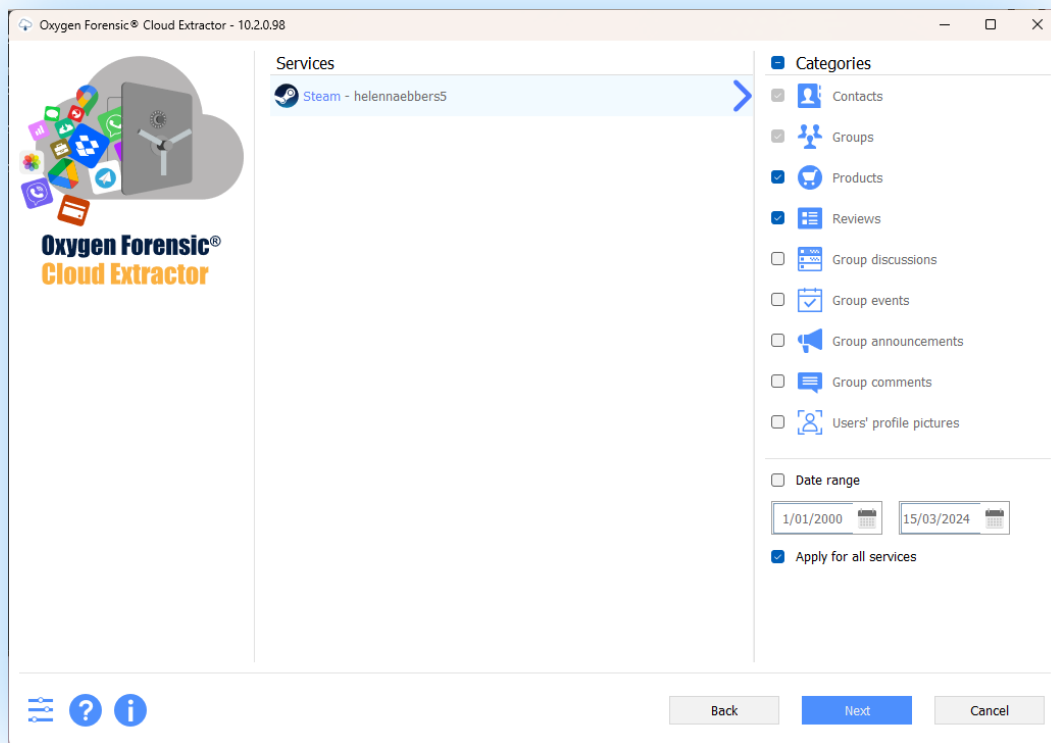 Oxygen Forensic® Cloud Extractor - 10.2.0.98
Oxygen Forensic®
Cloud Extractor
Services
Steam - helennaebbers5
Categories
Contacts
Groups
Products
Reviews
Group discussions
Group events
Group announcements
Group comments
Users' profile pictures
Date range
1/01/2000
15/03/2024
Apply for all services
Back
Next
Cancel